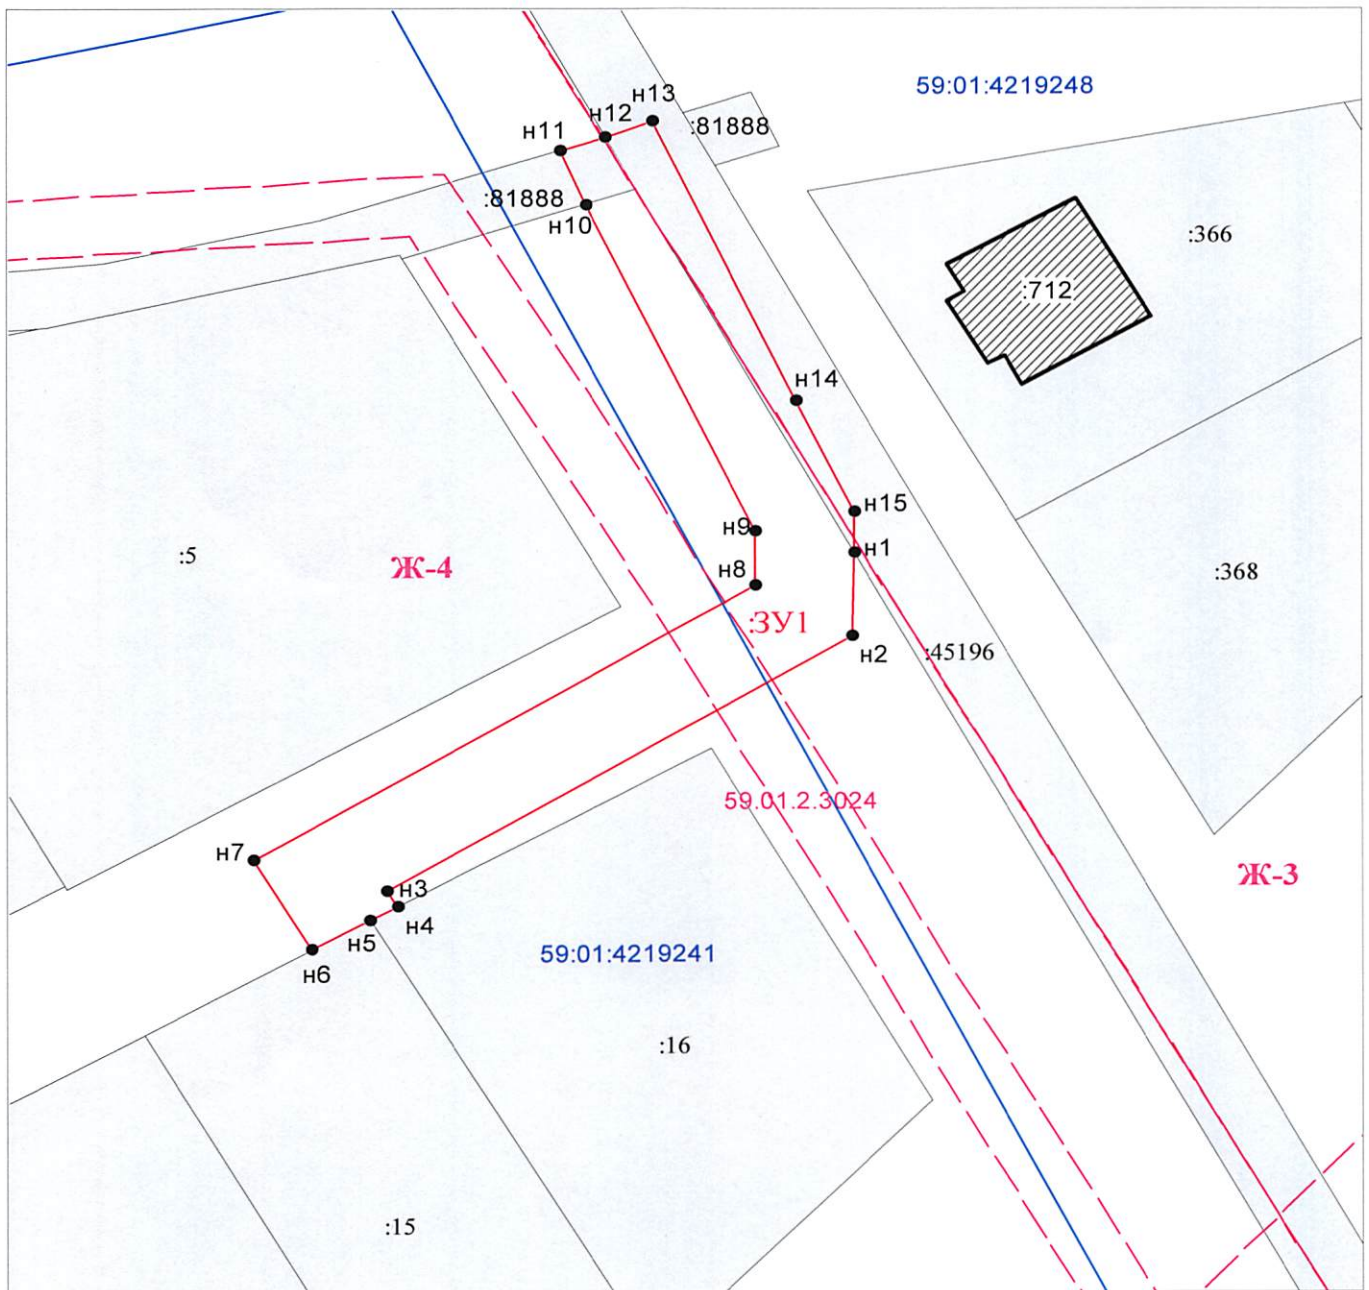 59:01:4219248
н13
н12
:81888
н11
:81888
н10
:366
:712
н14
н15
н9
н1
:5
Ж-4
н8
:368
:ЗУ1
н2
:45196
59.01.2.3024
н7
н3
Ж-3
н4
н5
59:01:4219241
н6
:16
:15